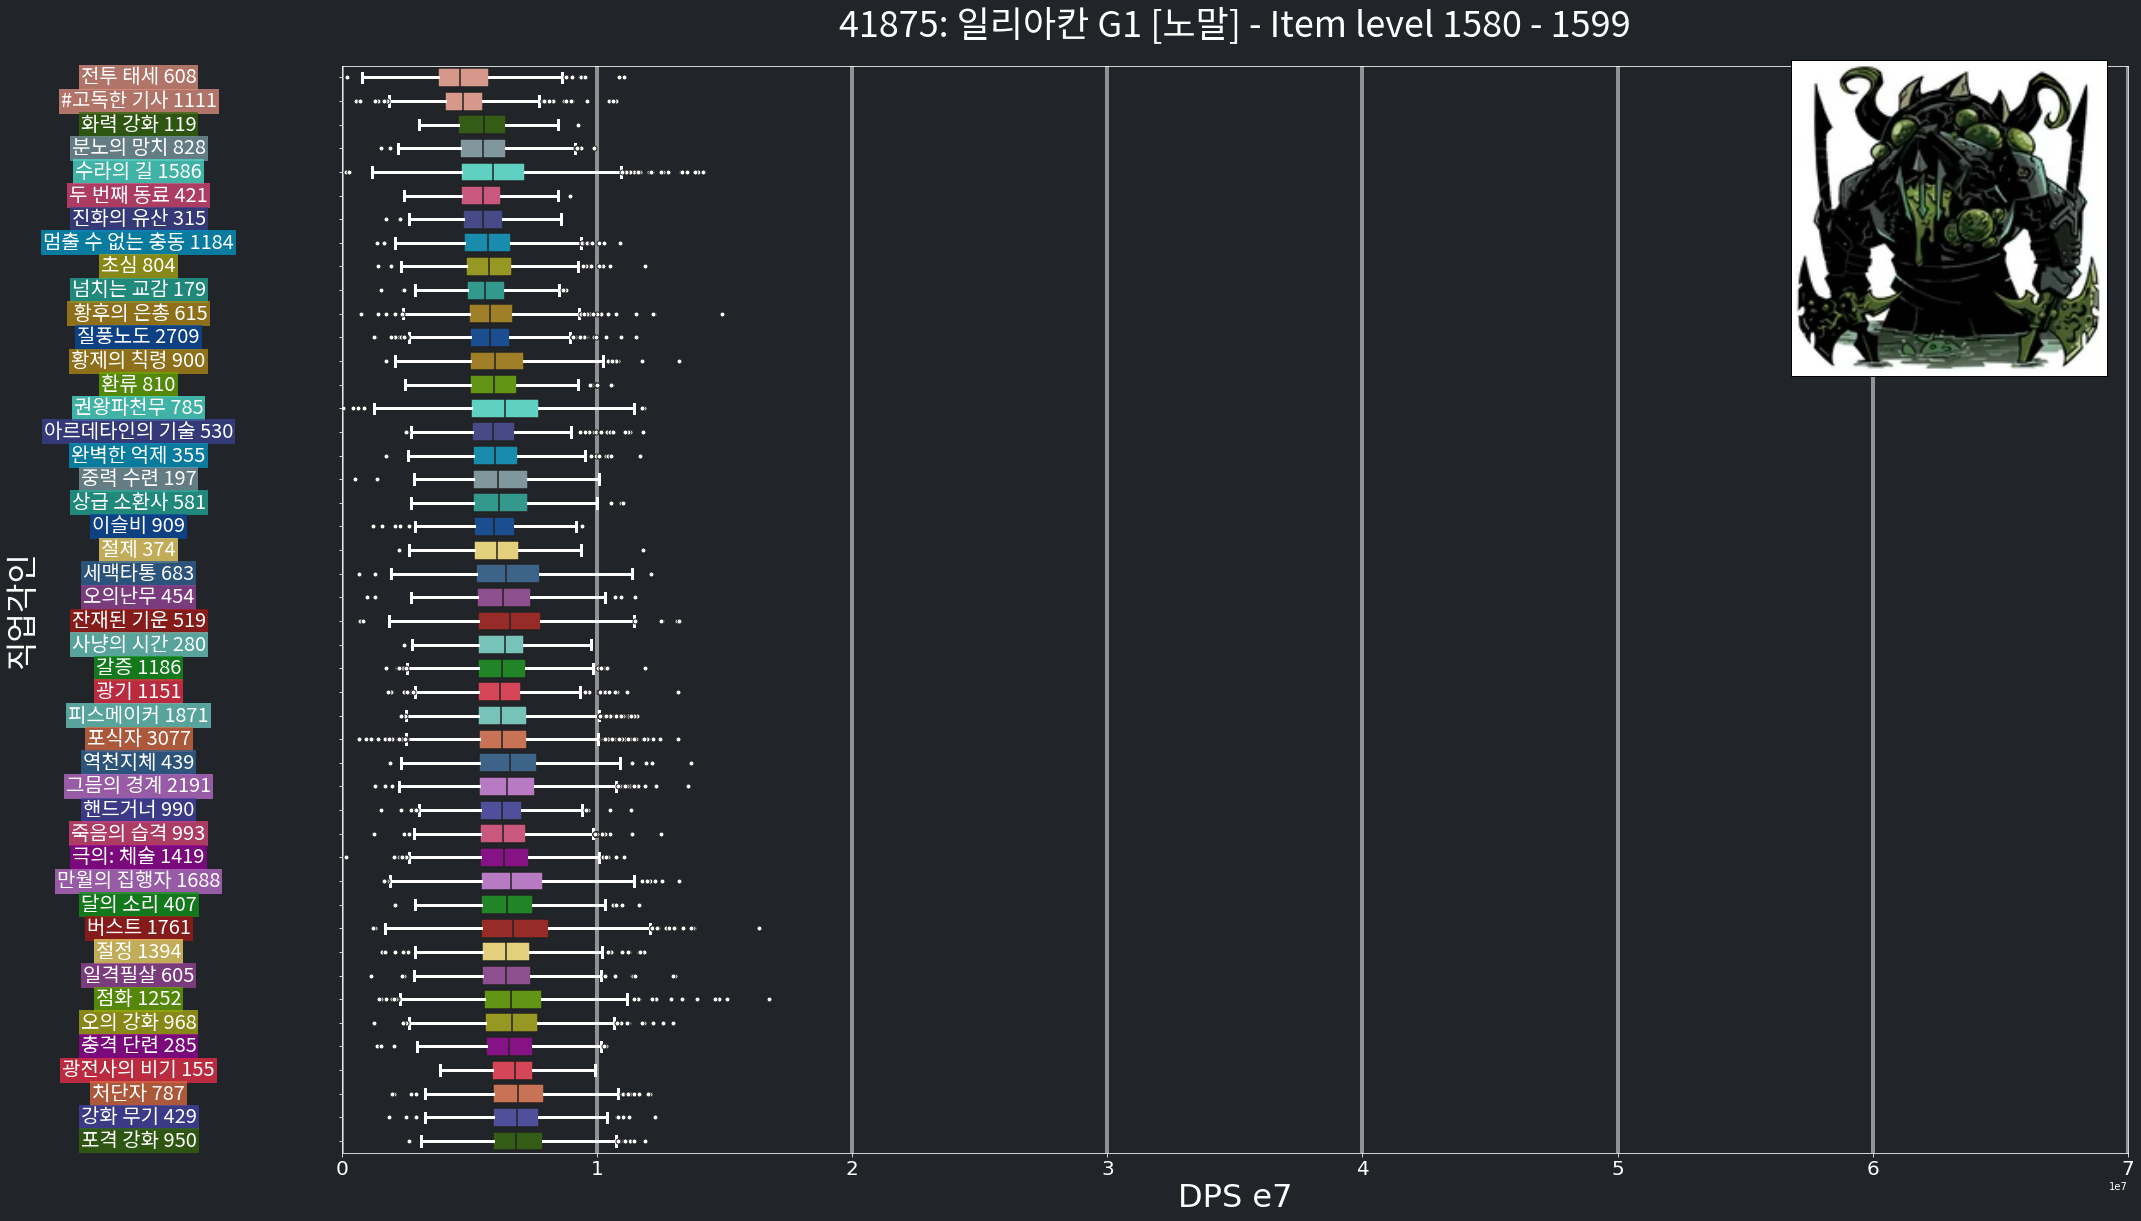 41875: 일리아칸 G1 [노말] - Item level 1580 - 1599
전투 태세 608
#고독한 기사 1111
화력 강화 119
분노의 망치 828
수라의 길 1586
두 번째 동료 421
진화의 유산 315
멈출 수 없는 충동 1184
초심 804
넘치는 교감 179
황후의 은총 615
질풍노도 2709
황제의 칙령 900
환류 810
권왕파천무 785
아르데타인의 기술 530
완벽한 억제 355
중력 수련 197
상급 소환사 581
이슬비 909
절제 374
세맥타통 683
오의난무 454
잔재된 기운 519
사냥의 시간 280
갈증 1186
광기 1151
피스메이커 1871
포식자 3077
역천지체 439
그믐의 경계 2191
핸드거너 990
죽음의 습격 993
극의: 체술 1419
만월의 집행자 1688
달의 소리 407
버스트 1761
절정 1394
일격필살 605
점화 1252
오의 강화 968
충격 단련 285
광전사의 비기 155
처단자 787
강화 무기 429
포격 강화 950
직업각인
0 1 2 3 4 5 6 7
1e7
DPS e7